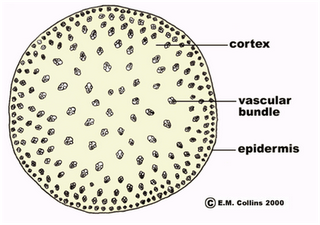 cortex
vascular
bundle
epidermis
© E.M. Collins 2000